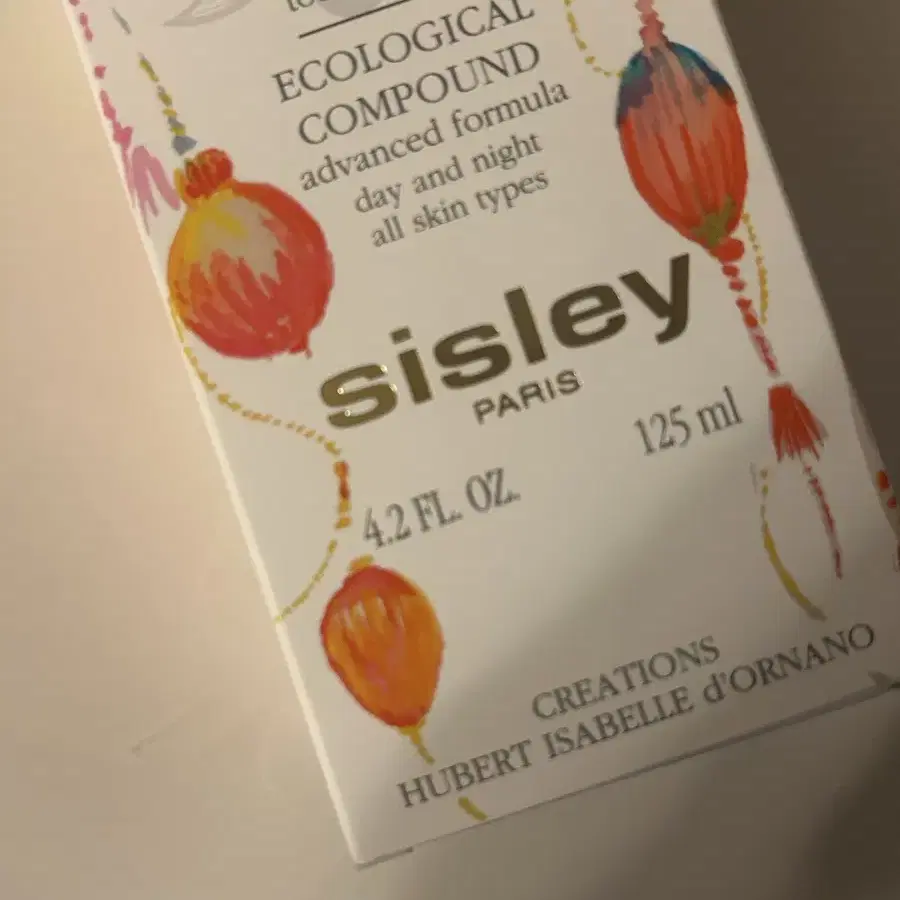 ECOLOGICAL
COMPOUND
advanced formula
day and night
all skin types
sisley
PARIS
125 ml
4.2 FL. OZ.
CREATIONS
HUBERT ISABELLE d'ORNANO